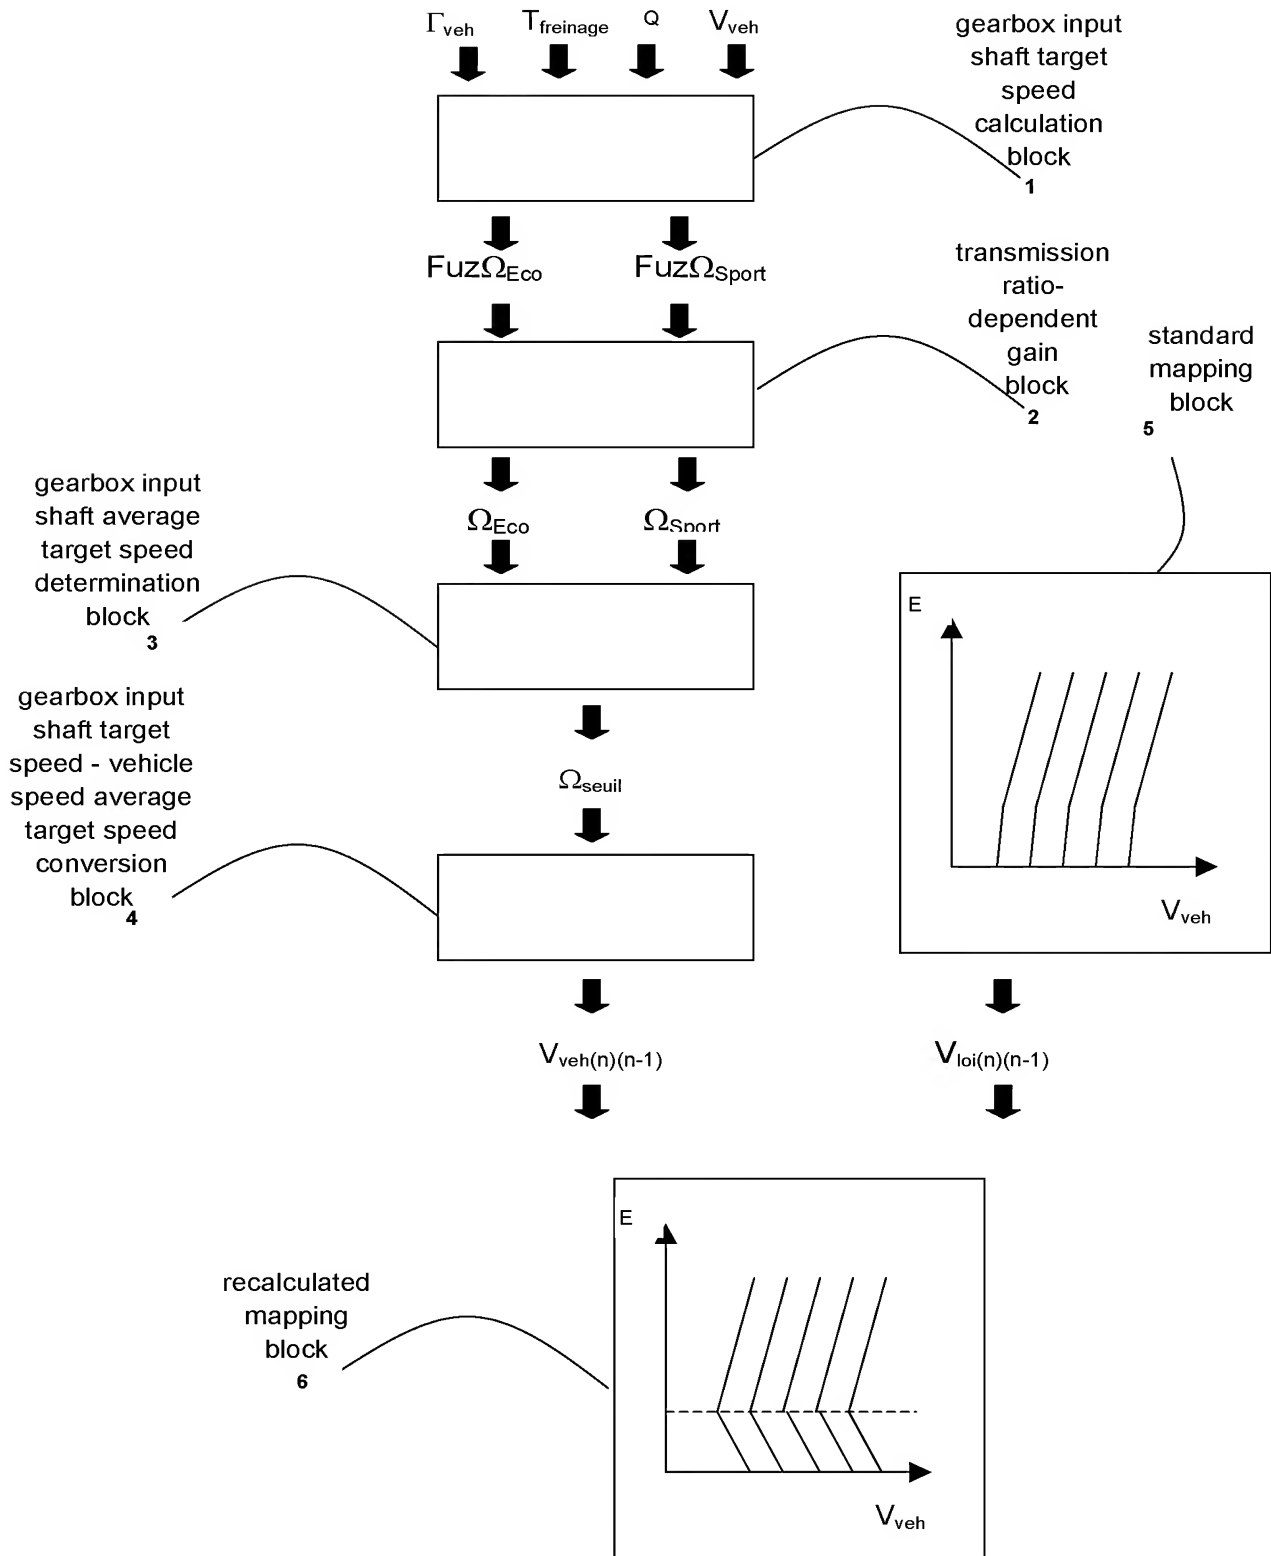 Γveh Tfreinage Q Vveh
gearbox input
shaft target
speed
calculation
block
1
FuzΩEco FuzΩSport
transmission
ratio-
dependent
gain
block
2
standard
mapping
block
5
ΩEco ΩSport
gearbox input
shaft average
target speed
determination
block
3
gearbox input
shaft target
speed - vehicle
speed average
target speed
conversion
block
4
Ωseuil
E
Vveh
Vveh(n)(n-1) Vloi(n)(n-1)
recalculated
mapping
block
6
E
Vveh